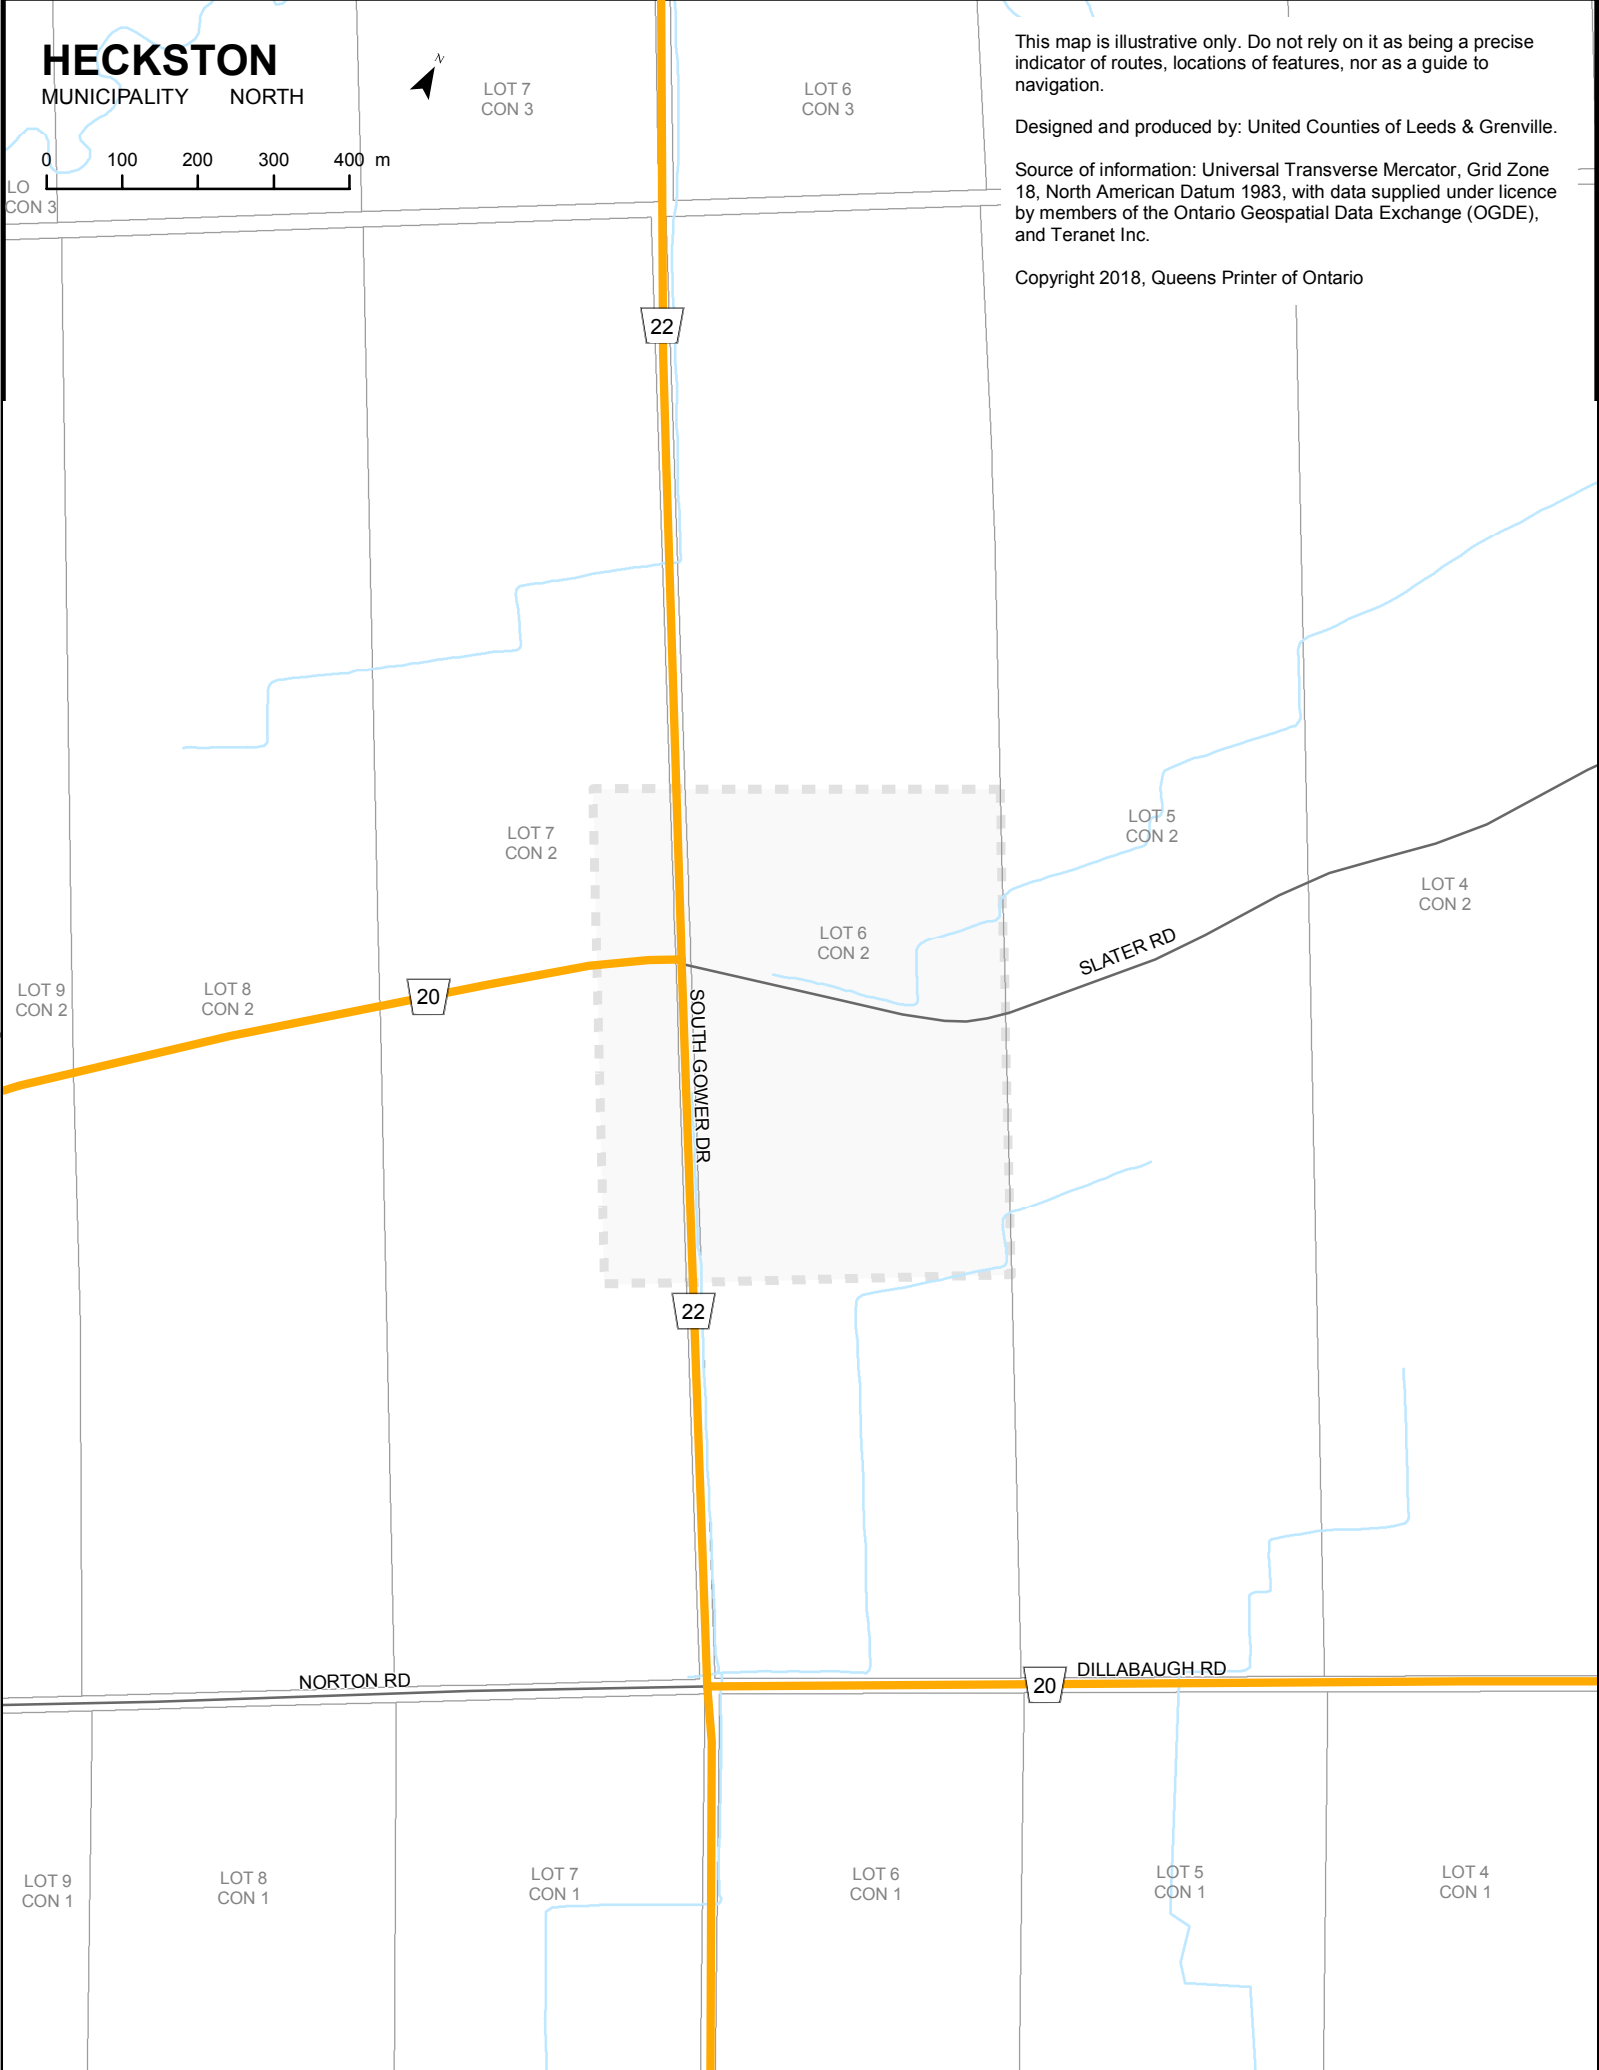 HECKSTON
MUNICIPALITY NORTH
N
0 100 200 300 400 m
LO
CON 3
LOT 7
CON 3
LOT 6
CON 3
This map is illustrative only. Do not rely on it as being a precise
indicator of routes, locations of features, nor as a guide to
navigation.
Designed and produced by: United Counties of Leeds & Grenville.
Source of information: Universal Transverse Mercator, Grid Zone
18, North American Datum 1983, with data supplied under licence
by members of the Ontario Geospatial Data Exchange (OGDE),
and Teranet Inc.
Copyright 2018, Queens Printer of Ontario
22
LOT 7
CON 2
LOT 5
CON 2
LOT 4
CON 2
LOT 6
CON 2
SLATER RD
LOT 9
CON 2
LOT 8
CON 2
20
SOUTH GOWER DR
22
NORTON RD
20
DILLABAUGH RD
LOT 9
CON 1
LOT 8
CON 1
LOT 7
CON 1
LOT 6
CON 1
LOT 5
CON 1
LOT 4
CON 1